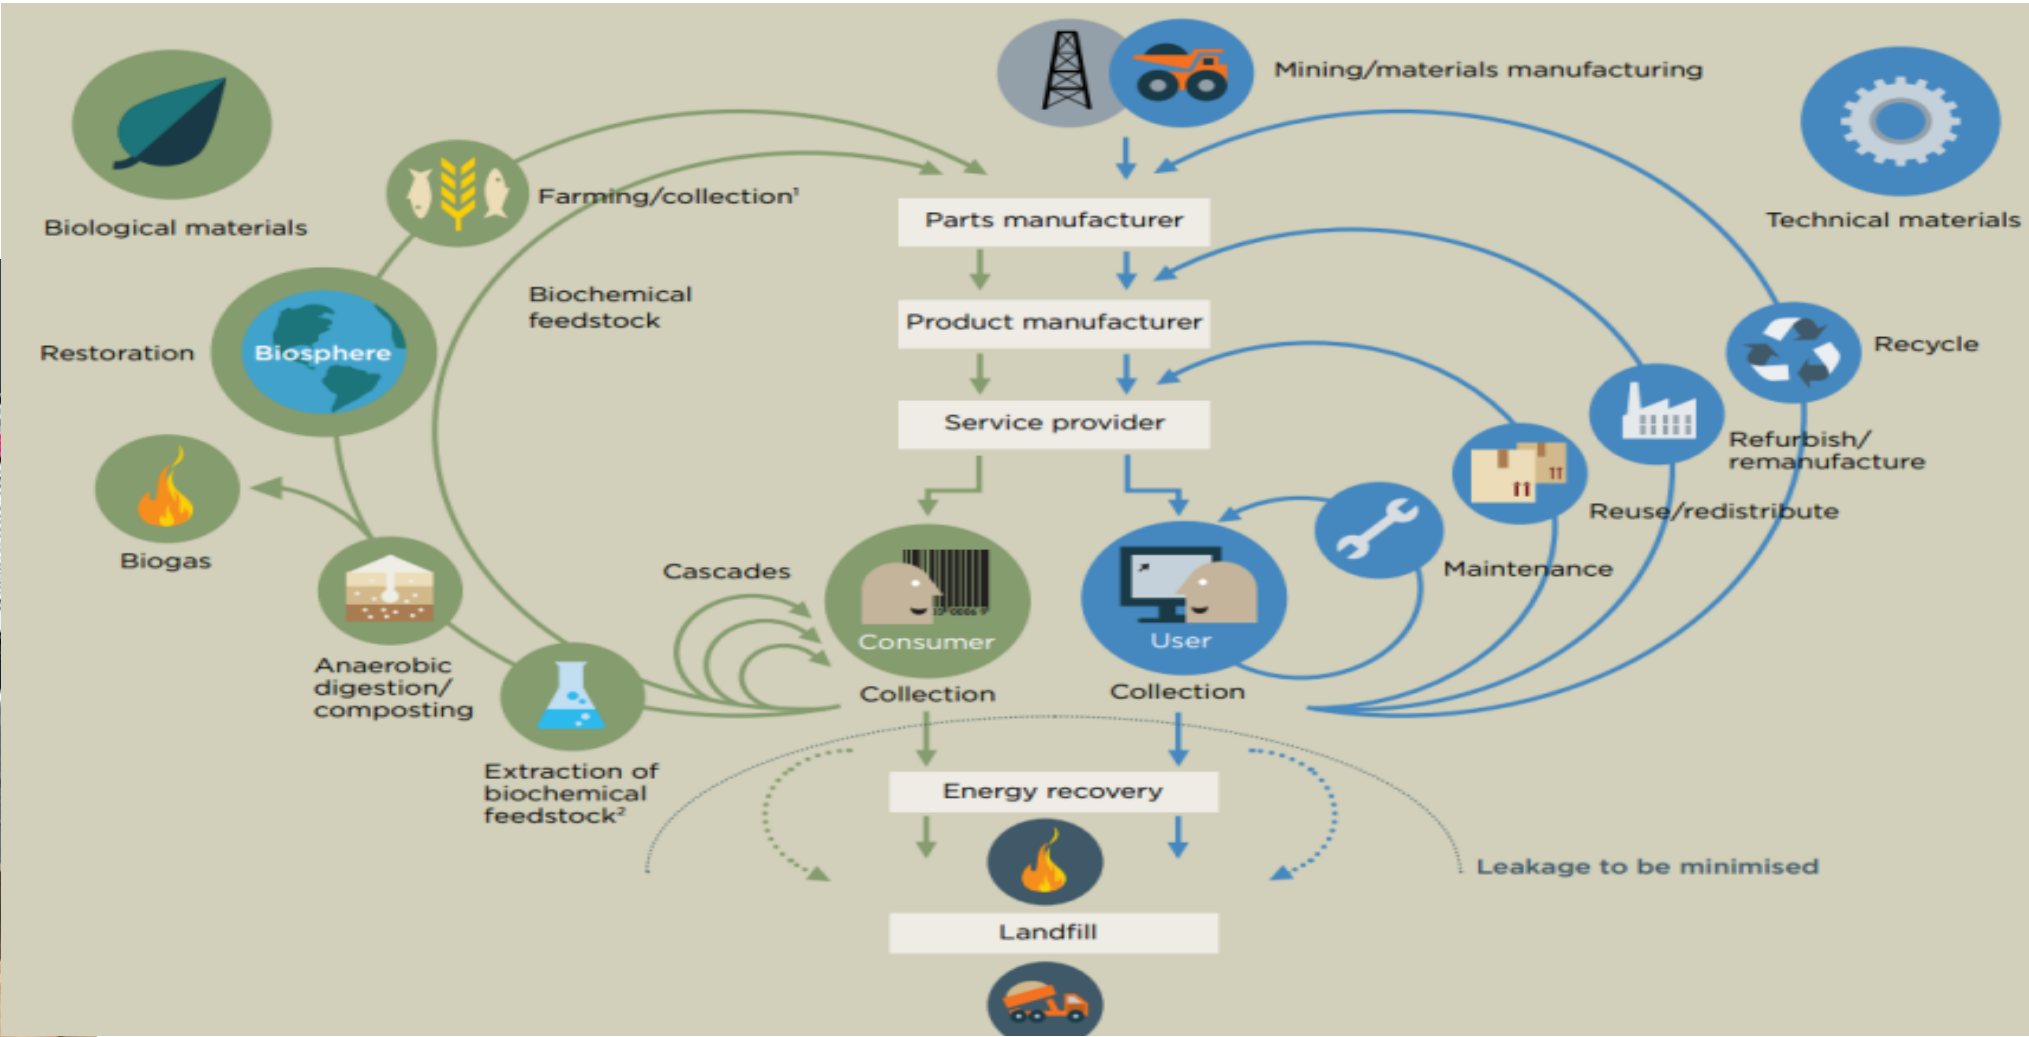 Mining/materials manufacturing
Biological materials
Farming/collection¹
Technical materials
Parts manufacturer
Biochemical
feedstock
Product manufacturer
Restoration
Biosphere
Recycle
Service provider
Refurbish/
remanufacture
Reuse/redistribute
Biogas
Cascades
Maintenance
Consumer
User
Anaerobic
digestion/
composting
Collection
Collection
Extraction of
biochemical
feedstock²
Energy recovery
Leakage to be minimised
Landfill